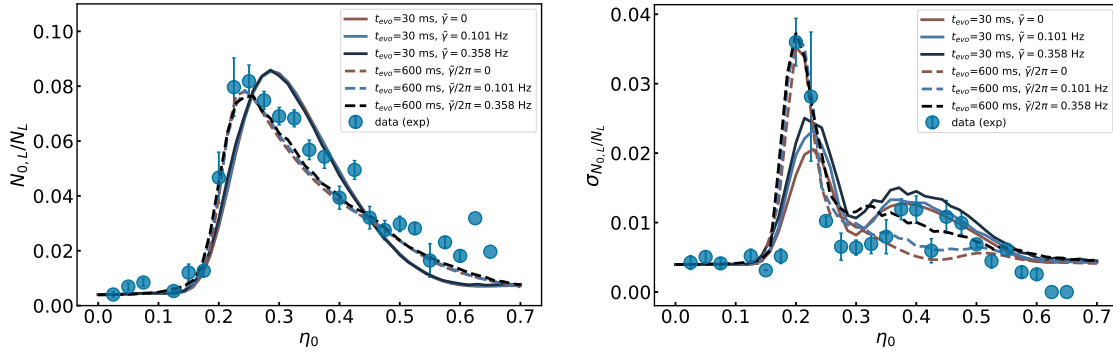 N_{0,L}/N_L
0.10
0.08
0.06
0.04
0.02
0.00
0.0 0.1 0.2 0.3 0.4 0.5 0.6 0.7
η_0
t_{evo}=30 ms, γ̃ = 0
t_{evo}=30 ms, γ̃ = 0.101 Hz
t_{evo}=30 ms, γ̃ = 0.358 Hz
t_{evo}=600 ms, γ̃/2π = 0
t_{evo}=600 ms, γ̃/2π = 0.101 Hz
t_{evo}=600 ms, γ̃/2π = 0.358 Hz
data (exp)
σ_{N_{0,L}/N_L}
0.04
0.03
0.02
0.01
0.00
0.0 0.1 0.2 0.3 0.4 0.5 0.6 0.7
η_0
t_{evo}=30 ms, γ̃ = 0
t_{evo}=30 ms, γ̃ = 0.101 Hz
t_{evo}=30 ms, γ̃ = 0.358 Hz
t_{evo}=600 ms, γ̃/2π = 0
t_{evo}=600 ms, γ̃/2π = 0.101 Hz
t_{evo}=600 ms, γ̃/2π = 0.358 Hz
data (exp)